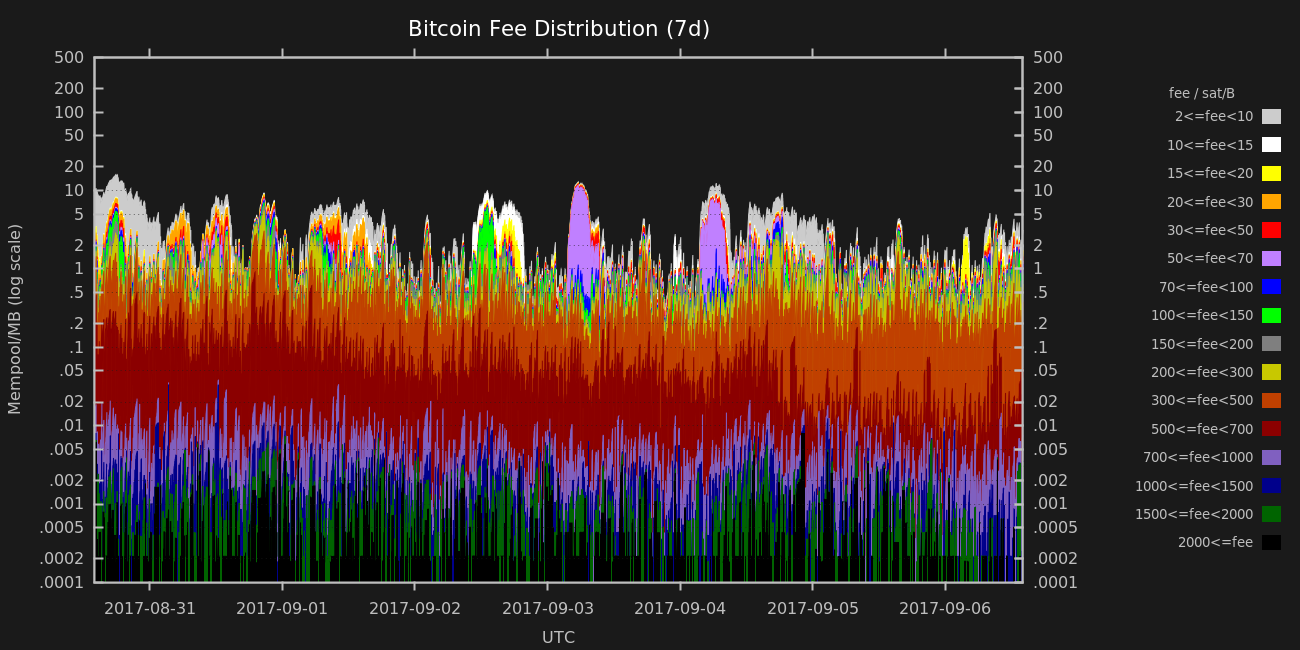 Bitcoin Fee Distribution (7d)
Mempool/MB (log scale)
500
200
100
50
20
10
5
2
1
.5
.2
.1
.05
.02
.01
.005
.002
.001
.0005
.0002
.0001
500
200
100
50
20
10
5
2
1
.5
.2
.1
.05
.02
.01
.005
.002
.001
.0005
.0002
.0001
2017-08-31 2017-09-01 2017-09-02 2017-09-03 2017-09-04 2017-09-05 2017-09-06
UTC
fee / sat/B
2<=fee<10
10<=fee<15
15<=fee<20
20<=fee<30
30<=fee<50
50<=fee<70
70<=fee<100
100<=fee<150
150<=fee<200
200<=fee<300
300<=fee<500
500<=fee<700
700<=fee<1000
1000<=fee<1500
1500<=fee<2000
2000<=fee